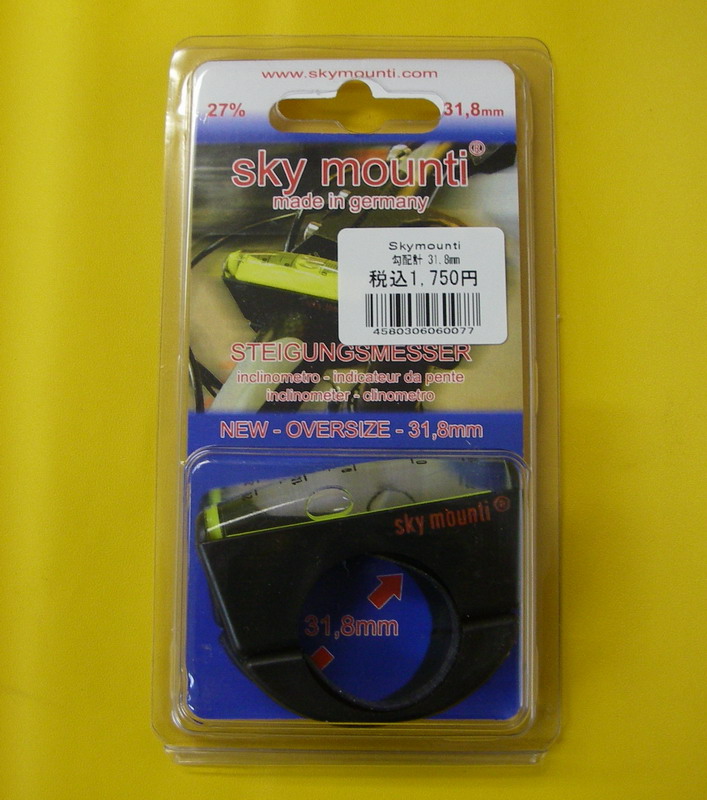 www.skymounti.com
27% 31,8mm
sky mounti®
made in germany
Skymounti
勾配計 31.8mm
税込1,750円
4580306060077
STEIGUNGSMESSER
inclinometro - indicateur da pente
inclinometer - clinometro
NEW - OVERSIZE - 31,8mm
sky mounti®
31,8mm